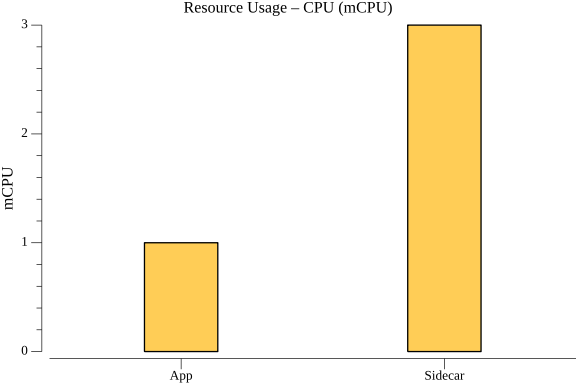 Resource Usage – CPU (mCPU)
mCPU
3
2
1
0
App
Sidecar